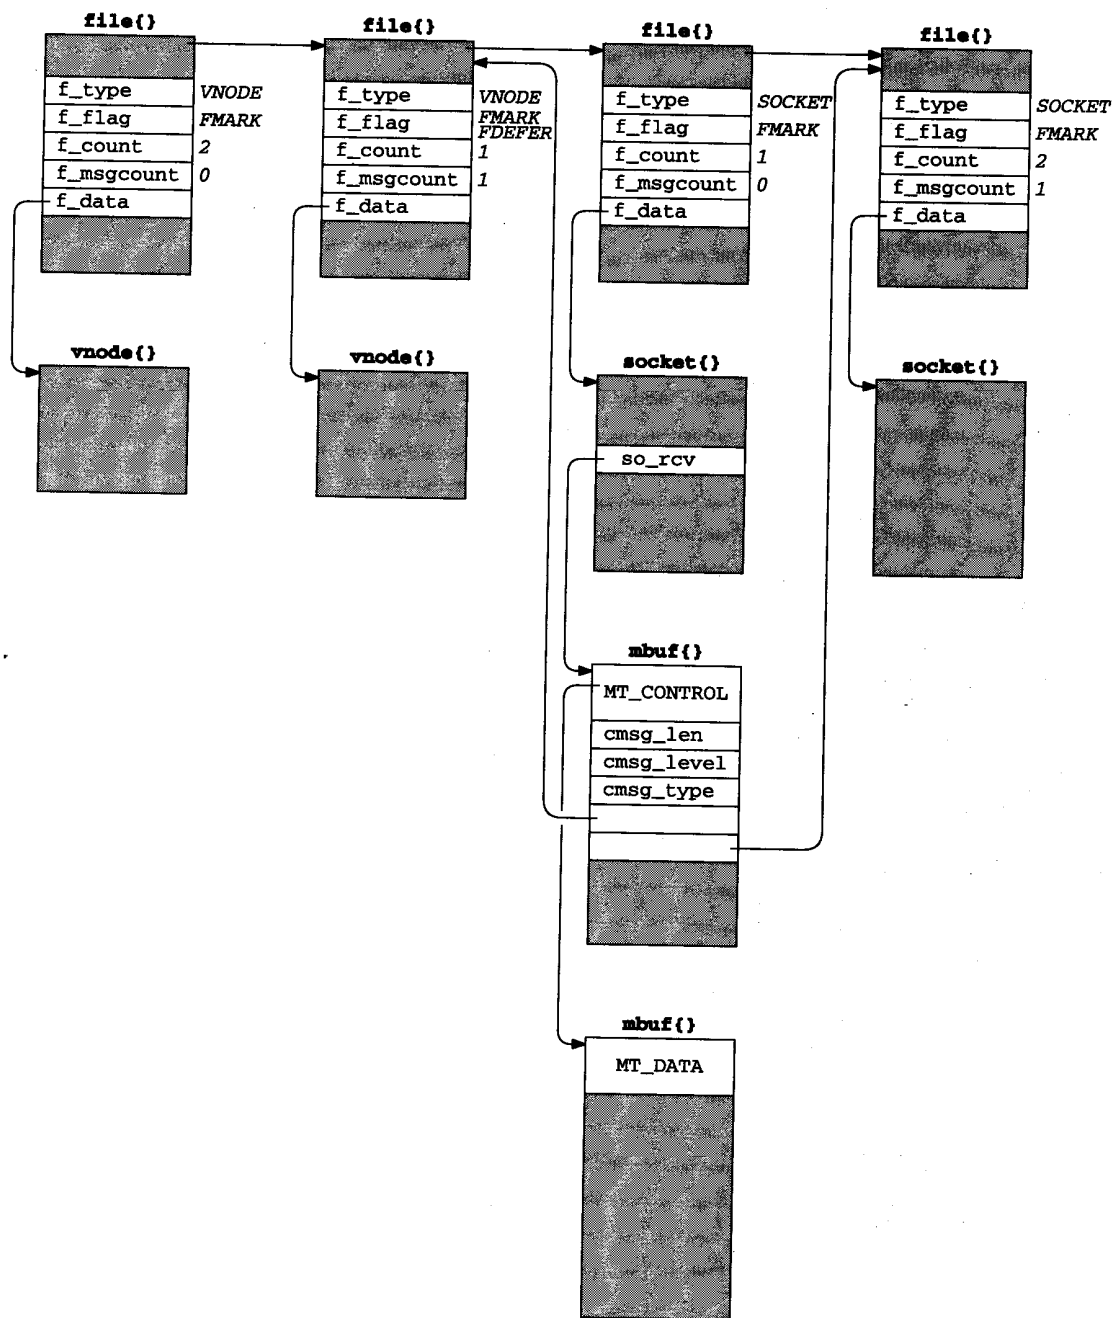 file{}
f_type VNODE
f_flag FMARK
f_count 2
f_msgcount 0
f_data
file{}
f_type VNODE
f_flag FMARK
FDEFER
f_count 1
f_msgcount 1
f_data
file{}
f_type SOCKET
f_flag FMARK
f_count 1
f_msgcount 0
f_data
file{}
f_type SOCKET
f_flag FMARK
f_count 2
f_msgcount 1
f_data
vnode{}
vnode{}
socket{}
so_rcv
socket{}
mbuf{}
MT_CONTROL
cmsg_len
cmsg_level
cmsg_type
mbuf{}
MT_DATA